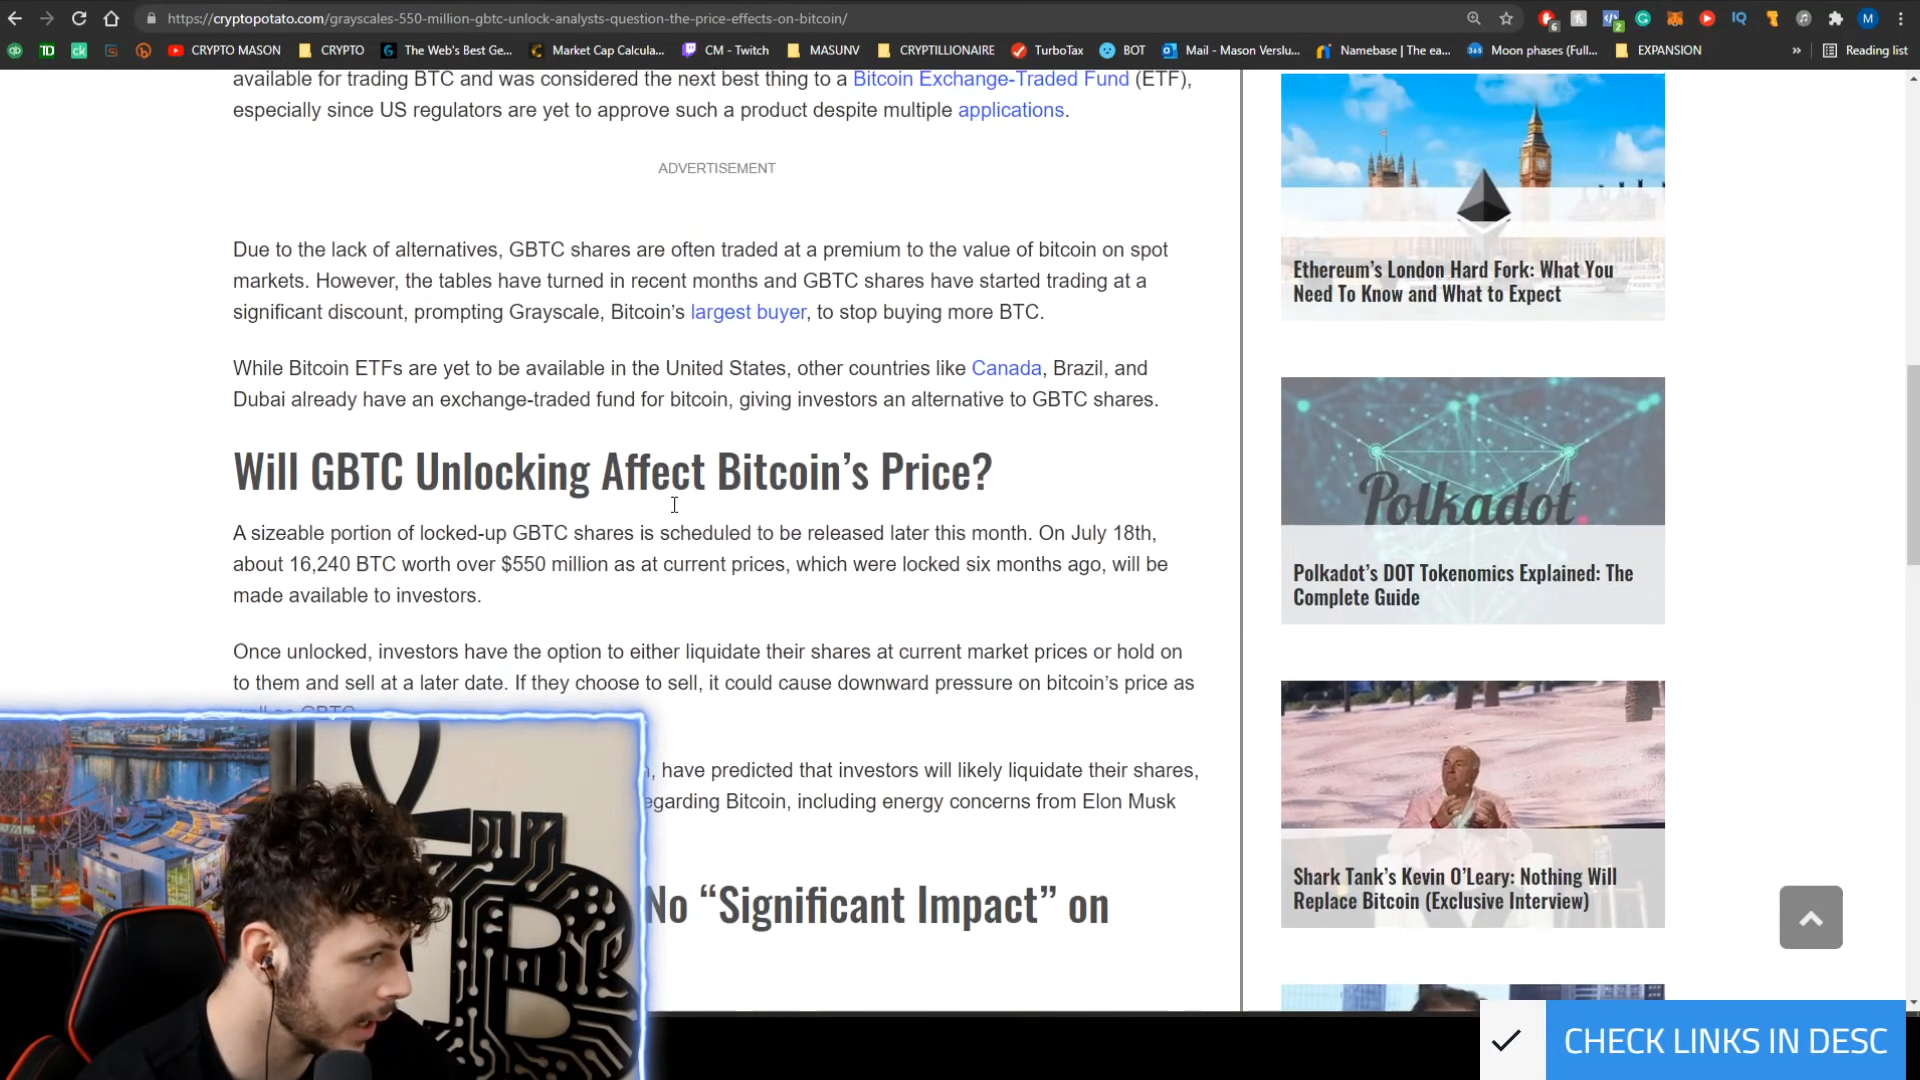 https://cryptopotato.com/grayscales-550-million-gbtc-unlock-analysts-question-the-price-effects-on-bitcoin/
CRYPTO MASON
CRYPTO
The Web's Best Ge...
Market Cap Calcula...
CM - Twitch
MASUNV
CRYPTILLIONAIRE
TurboTax
BOT
Mail - Mason Verslu...
Namebase | The ea...
Moon phases (Full,...
EXPANSION
»
Reading list
available for trading BTC and was considered the next best thing to a Bitcoin Exchange-Traded Fund (ETF),
especially since US regulators are yet to approve such a product despite multiple applications.
ADVERTISEMENT
Due to the lack of alternatives, GBTC shares are often traded at a premium to the value of bitcoin on spot
markets. However, the tables have turned in recent months and GBTC shares have started trading at a
significant discount, prompting Grayscale, Bitcoin's largest buyer, to stop buying more BTC.
While Bitcoin ETFs are yet to be available in the United States, other countries like Canada, Brazil, and
Dubai already have an exchange-traded fund for bitcoin, giving investors an alternative to GBTC shares.
Will GBTC Unlocking Affect Bitcoin's Price?
A sizeable portion of locked-up GBTC shares is scheduled to be released later this month. On July 18th,
about 16,240 BTC worth over $550 million as at current prices, which were locked six months ago, will be
made available to investors.
Once unlocked, investors have the option to either liquidate their shares at current market prices or hold on
to them and sell at a later date. If they choose to sell, it could cause downward pressure on bitcoin's price as
, have predicted that investors will likely liquidate their shares,
egarding Bitcoin, including energy concerns from Elon Musk
No "Significant Impact" on
Ethereum's London Hard Fork: What You
Need To Know and What to Expect
Polkadot
Polkadot's DOT Tokenomics Explained: The
Complete Guide
Shark Tank's Kevin O'Leary: Nothing Will
Replace Bitcoin (Exclusive Interview)
CHECK LINKS IN DESC